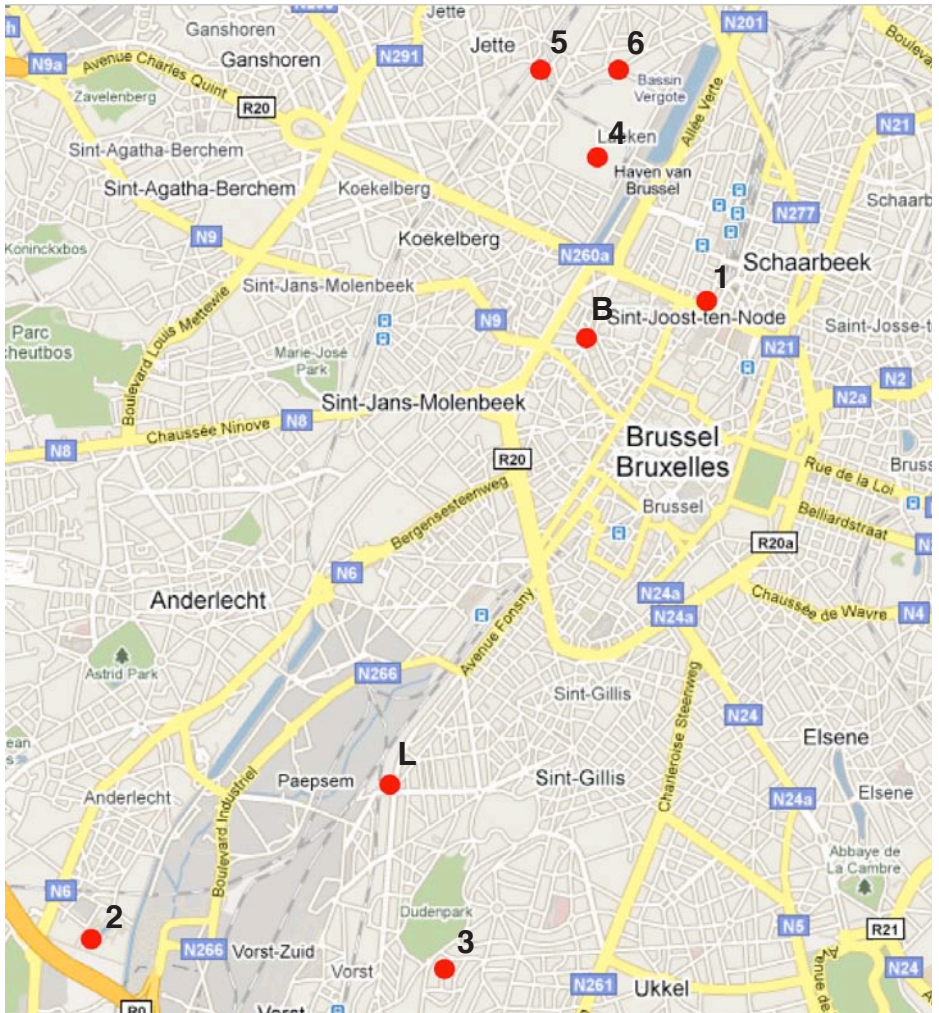 Jette
N201
Ganshoren
Jette
5
6
N9a
Avenue Charles Quint
Ganshoren
N291
Bassin
Vergote
Zavelenberg
R20
Allée Verte
N21
Sint-Agatha-Berchem
4
Haven van
Brussel
Sint-Agatha-Berchem
Koekelberg
N277
N9
Koekelberg
Koninckxbos
N260a
Schaarbeek
Sint-Jans-Molenbeek
1
B
Sint-Joost-ten-Node
N9
Boulevard Louis Mettewie
Parc
Marie-José
Park
N21
N2
N2a
Sint-Jans-Molenbeek
N8
Chaussée Ninove
N8
Brussel
Bruxelles
R20
Rue de la Loi
Bergensesteenweg
Brussel
Belliardstraat
R20a
N6
Anderlecht
N24a
N24a
Chaussée de Wavre
N4
Avenue Fonsny
Astrid Park
N266
Sint-Gillis
Charleroise Steenweg
N24
Elsene
L
Paepsem
Sint-Gillis
Anderlecht
N24a
Elsene
Boulevard Industriel
Abbaye de
La Cambre
N6
Dudenpark
2
N5
R21
N266
Vorst-Zuid
3
Vorst
N24
N261
Ukkel
R0
Vorst